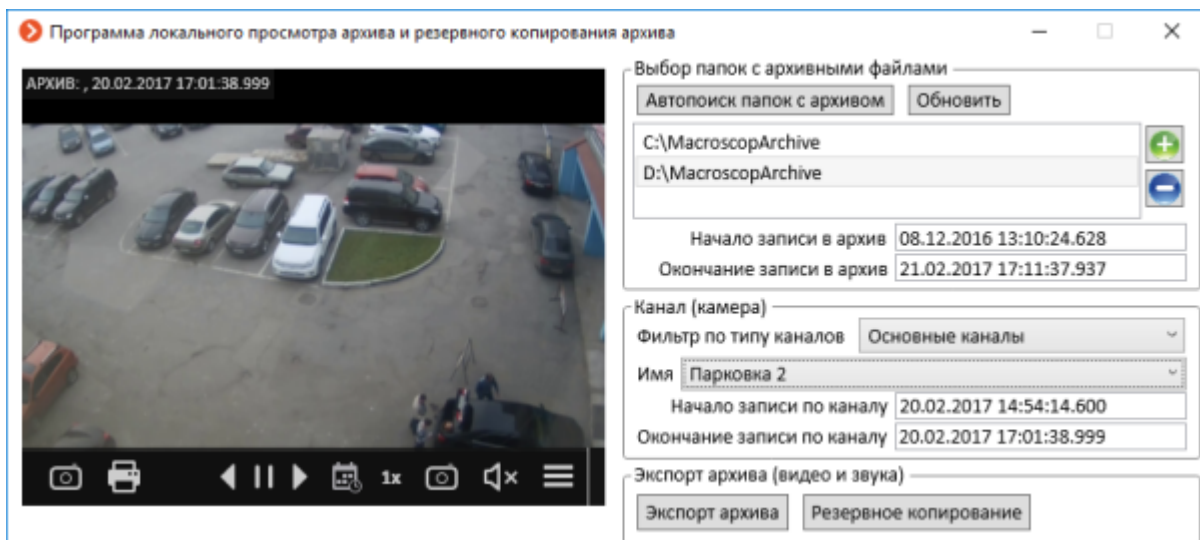 Программа локального просмотра архива и резервного копирования архива
АРХИВ: , 20.02.2017 17:01:38.999
1x
Выбор папок с архивными файлами
Автопоиск папок с архивом Обновить
C:\MacroscopArchive
D:\MacroscopArchive
Начало записи в архив 08.12.2016 13:10:24.628
Окончание записи в архив 21.02.2017 17:11:37.937
Канал (камера)
Фильтр по типу каналов Основные каналы
Имя Парковка 2
Начало записи по каналу 20.02.2017 14:54:14.600
Окончание записи по каналу 20.02.2017 17:01:38.999
Экспорт архива (видео и звука)
Экспорт архива Резервное копирование